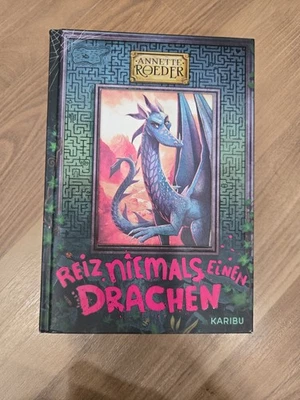 ANNETTE
ROEDER
REIZ NIEMALS EINEN
DRACHEN
KARIBU